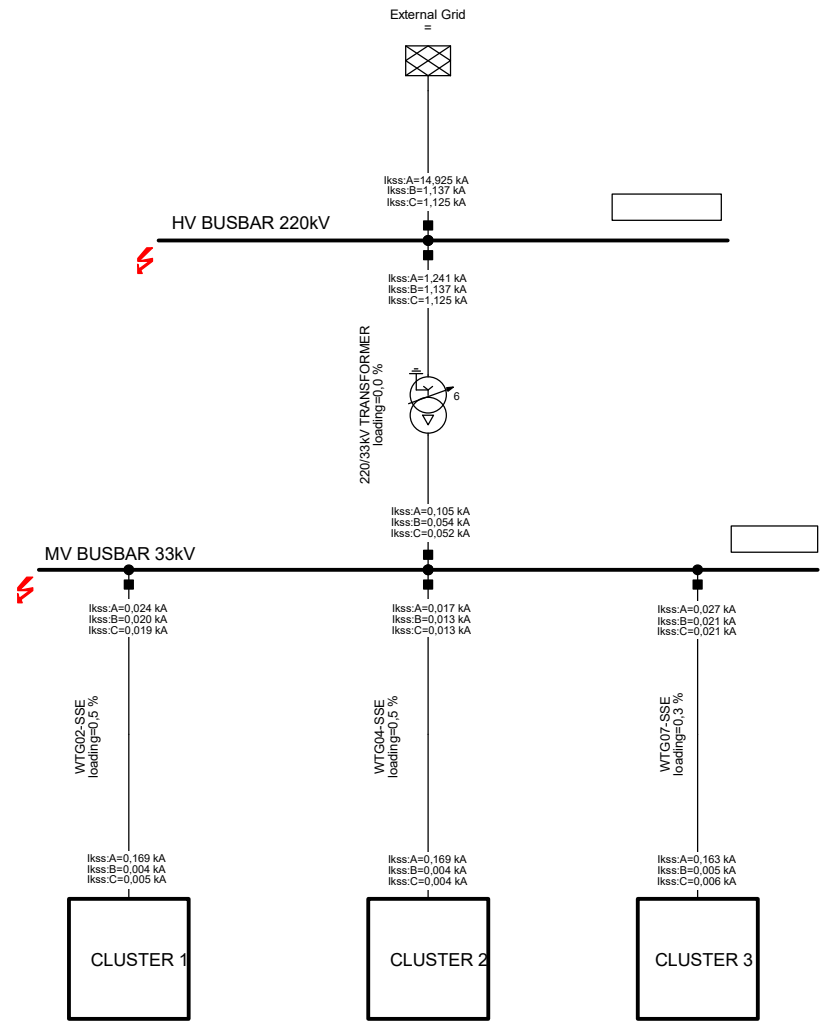 External Grid
=
Ikss:A=14,925 kA
Ikss:B=1,137 kA
Ikss:C=1,125 kA
HV BUSBAR 220kV
Ikss:A=1,241 kA
Ikss:B=1,137 kA
Ikss:C=1,125 kA
220/33kV TRANSFORMER
loading=0,0 %
6
Ikss:A=0,105 kA
Ikss:B=0,054 kA
Ikss:C=0,052 kA
MV BUSBAR 33kV
Ikss:A=0,024 kA
Ikss:B=0,020 kA
Ikss:C=0,019 kA
Ikss:A=0,017 kA
Ikss:B=0,013 kA
Ikss:C=0,013 kA
Ikss:A=0,027 kA
Ikss:B=0,021 kA
Ikss:C=0,021 kA
WTG02-SSE
loading=0,5 %
WTG04-SSE
loading=0,5 %
WTG07-SSE
loading=0,3 %
Ikss:A=0,169 kA
Ikss:B=0,004 kA
Ikss:C=0,005 kA
Ikss:A=0,169 kA
Ikss:B=0,004 kA
Ikss:C=0,004 kA
Ikss:A=0,163 kA
Ikss:B=0,005 kA
Ikss:C=0,006 kA
CLUSTER 1
CLUSTER 2
CLUSTER 3